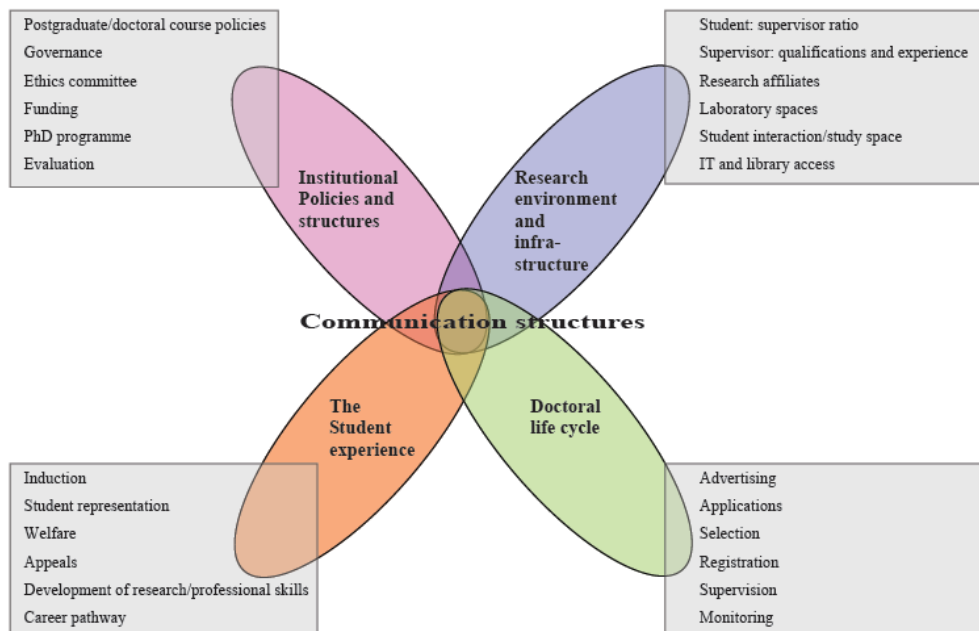 Postgraduate/doctoral course policies
Governance
Ethics committee
Funding
PhD programme
Evaluation
Student: supervisor ratio
Supervisor: qualifications and experience
Research affiliates
Laboratory spaces
Student interaction/study space
IT and library access
Institutional
Policies and
structures
Research
environment
and
infra-
structure
Communication structures
The
Student
experience
Doctoral
life cycle
Induction
Student representation
Welfare
Appeals
Development of research/professional skills
Career pathway
Advertising
Applications
Selection
Registration
Supervision
Monitoring